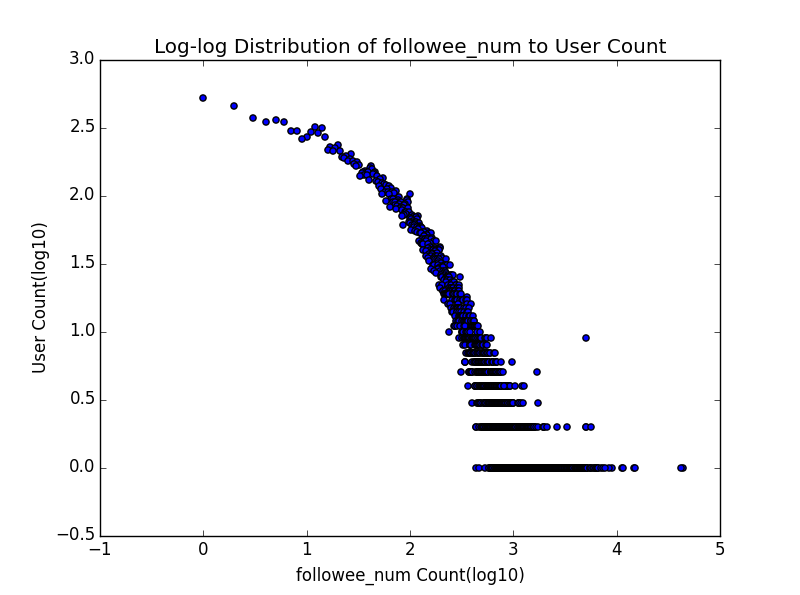 Log-log Distribution of followee_num to User Count
3.0
2.5
2.0
1.5
1.0
0.5
0.0
−0.5
User Count(log10)
−1 0 1 2 3 4 5
followee_num Count(log10)